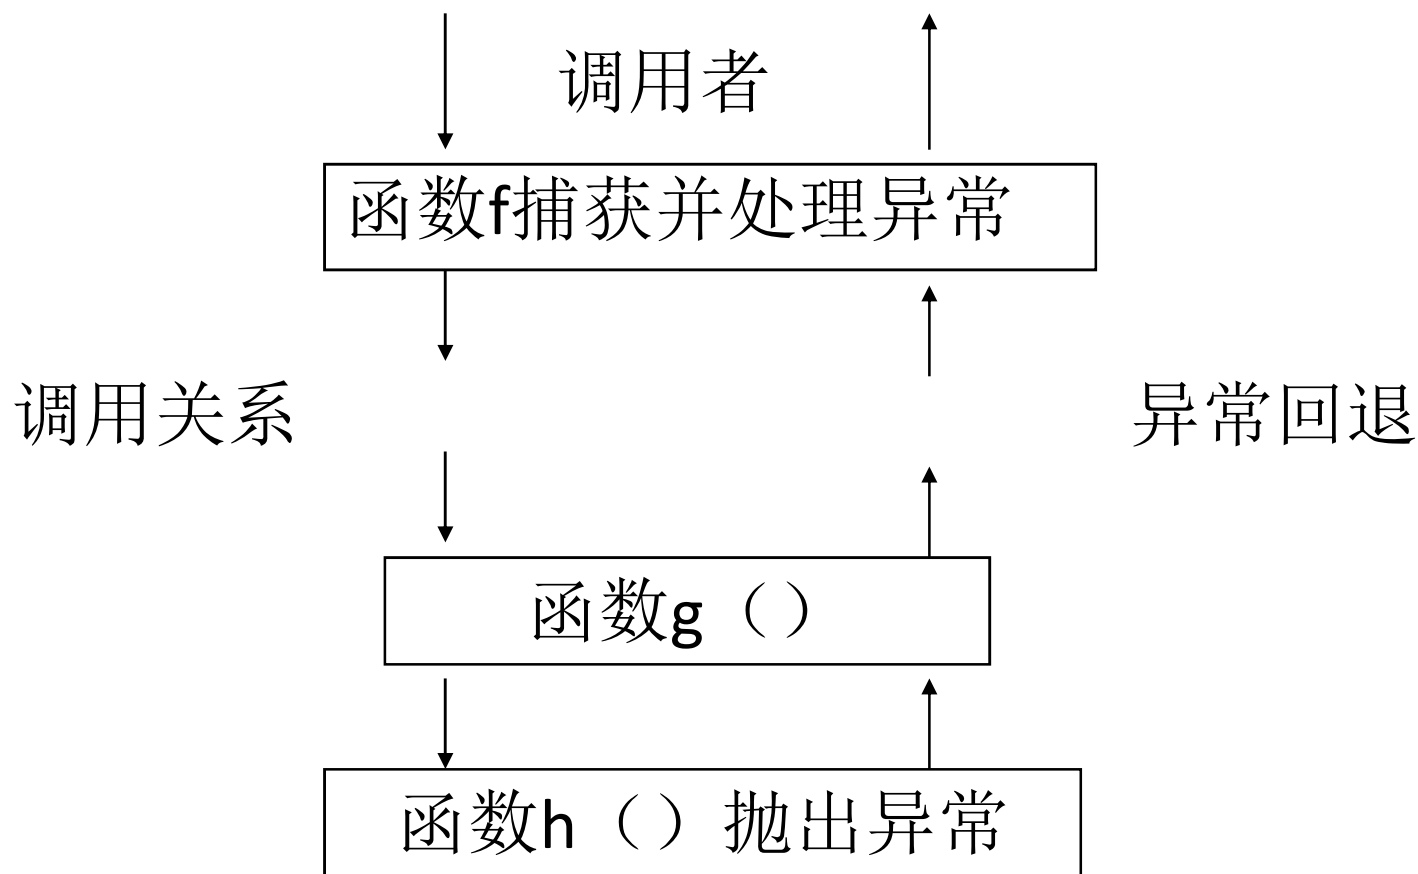 调用者
函数f捕获并处理异常
调用关系
异常回退
函数g（）
函数h（）抛出异常